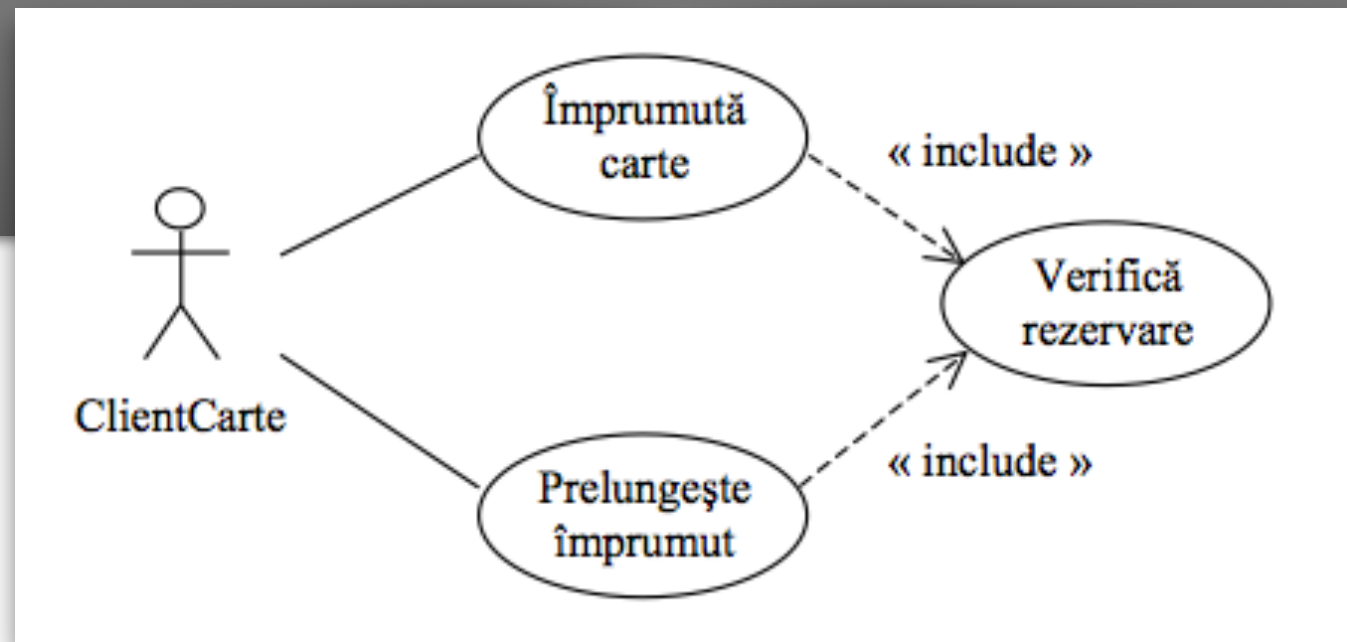 Împrumută
carte
« include »
Verifică
rezervare
ClientCarte
Prelungeşte
împrumut
« include »